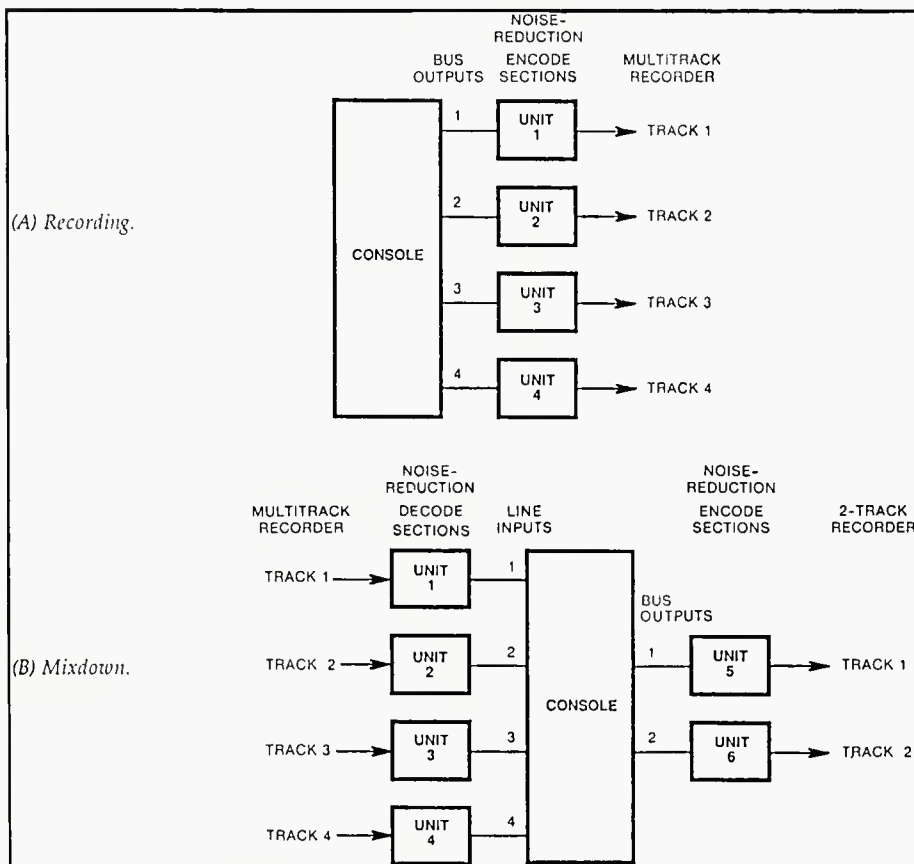 NOISE-
REDUCTION
BUS ENCODE MULTITRACK
OUTPUTS SECTIONS RECORDER
1 UNIT 1 TRACK 1
2 UNIT 2 TRACK 2
(A) Recording.
CONSOLE
3 UNIT 3 TRACK 3
4 UNIT 4 TRACK 4
NOISE-
REDUCTION
NOISE-
REDUCTION
MULTITRACK
RECORDER
DECODE
SECTIONS
LINE
INPUTS
ENCODE
SECTIONS
2-TRACK
RECORDER
TRACK 1 UNIT 1 1
BUS
OUTPUTS
(B) Mixdown.
TRACK 2 UNIT 2 2
1 UNIT 5 TRACK 1
CONSOLE
TRACK 3 UNIT 3 3
2 UNIT 6 TRACK 2
TRACK 4 UNIT 4 4